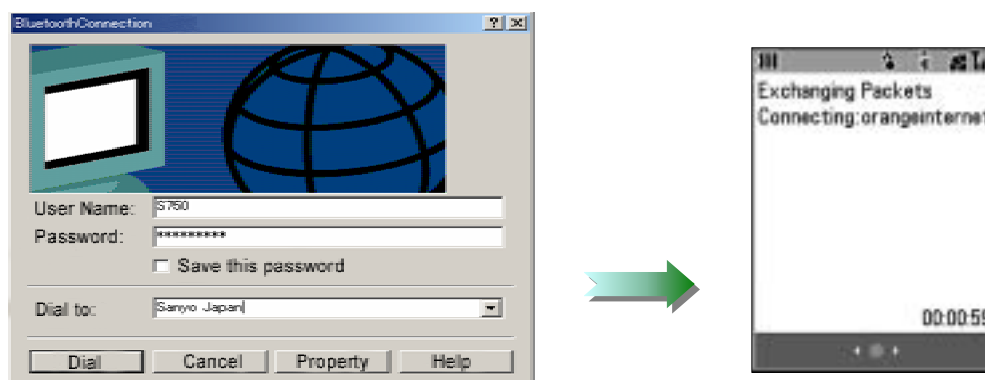 BluetoothConnection
User Name:
S750
Password:
*********
Save this password
Dial to:
Sanyo Japan
Dial
Cancel
Property
Help
Exchanging Packets
Connecting:orangeinternet
00:00:59